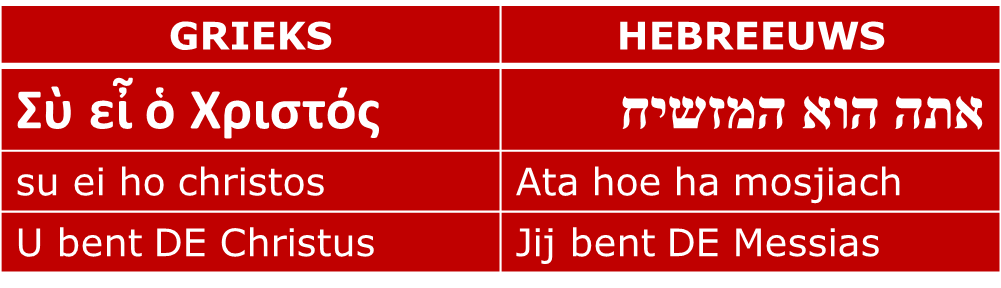 GRIEKS HEBREEUWS
Σὺ εἶ ὁ Χριστός אתה הוא המזשיח
su ei ho christos Ata hoe ha mosjiach
U bent DE Christus Jij bent DE Messias